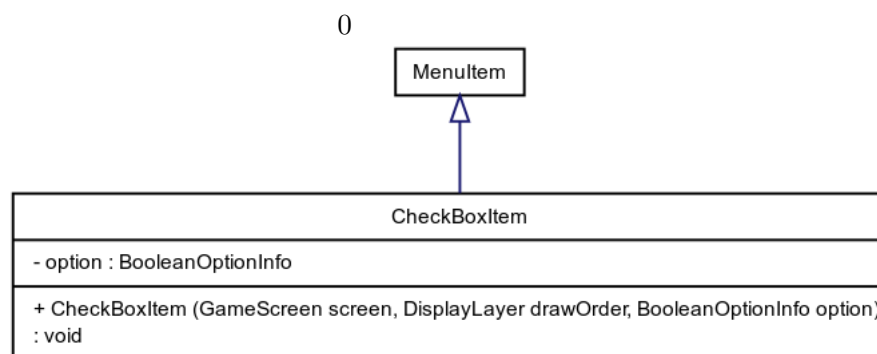 0
MenuItem
CheckBoxItem
- option : BooleanOptionInfo
+ CheckBoxItem (GameScreen screen, DisplayLayer drawOrder, BooleanOptionInfo option)
: void